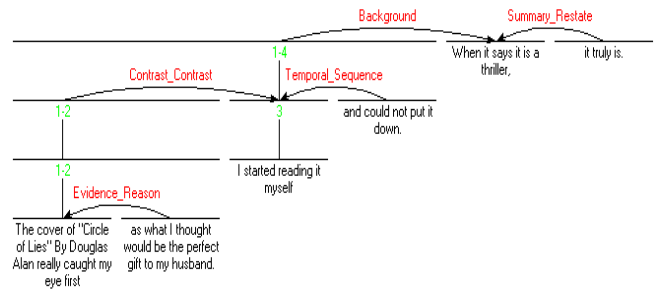 Background
Summary_Restate
1-4
When it says it is a
thriller,
it truly is.
Contrast_Contrast
Temporal_Sequence
1-2
3
and could not put it
down.
1-2
I started reading it
myself
Evidence_Reason
The cover of "Circle
of Lies" By Douglas
Alan really caught my
eye first
as what I thought
would be the perfect
gift to my husband.